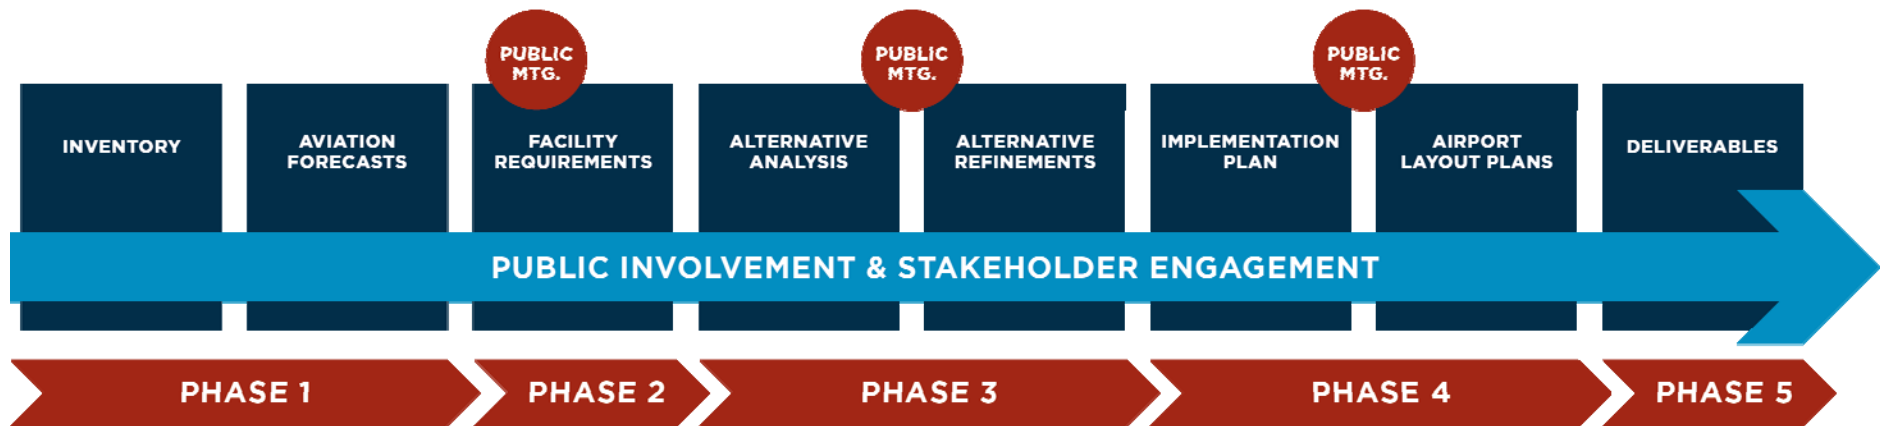 PUBLIC
MTG.
PUBLIC
MTG.
PUBLIC
MTG.
INVENTORY
AVIATION
FORECASTS
FACILITY
REQUIREMENTS
ALTERNATIVE
ANALYSIS
ALTERNATIVE
REFINEMENTS
IMPLEMENTATION
PLAN
AIRPORT
LAYOUT PLANS
DELIVERABLES
PUBLIC INVOLVEMENT & STAKEHOLDER ENGAGEMENT
PHASE 1
PHASE 2
PHASE 3
PHASE 4
PHASE 5